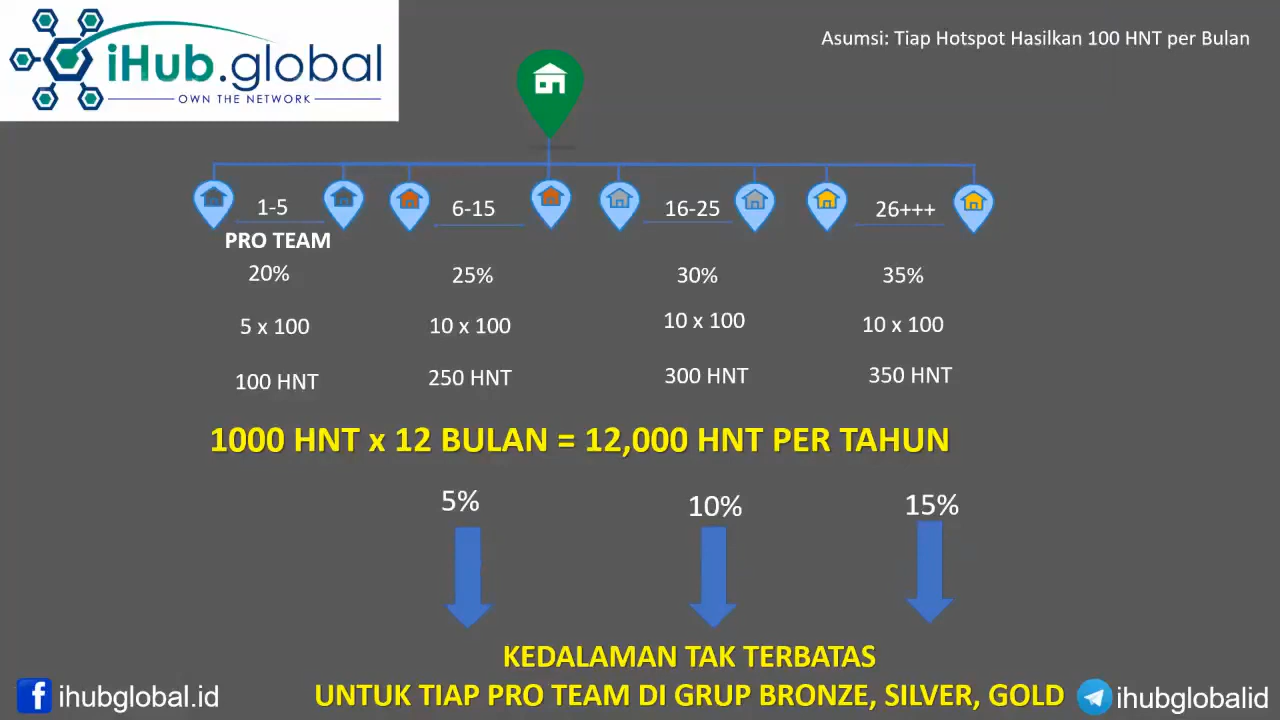 iHub.global
OWN THE NETWORK
Asumsi: Tiap Hotspot Hasilkan 100 HNT per Bulan
1-5 6-15 16-25 26+++
PRO TEAM
20% 25% 30% 35%
5 x 100 10 x 100 10 x 100 10 x 100
100 HNT 250 HNT 300 HNT 350 HNT
1000 HNT x 12 BULAN = 12,000 HNT PER TAHUN
5% 10% 15%
KEDALAMAN TAK TERBATAS
UNTUK TIAP PRO TEAM DI GRUP BRONZE, SILVER, GOLD
ihubglobal.id ihubglobalid